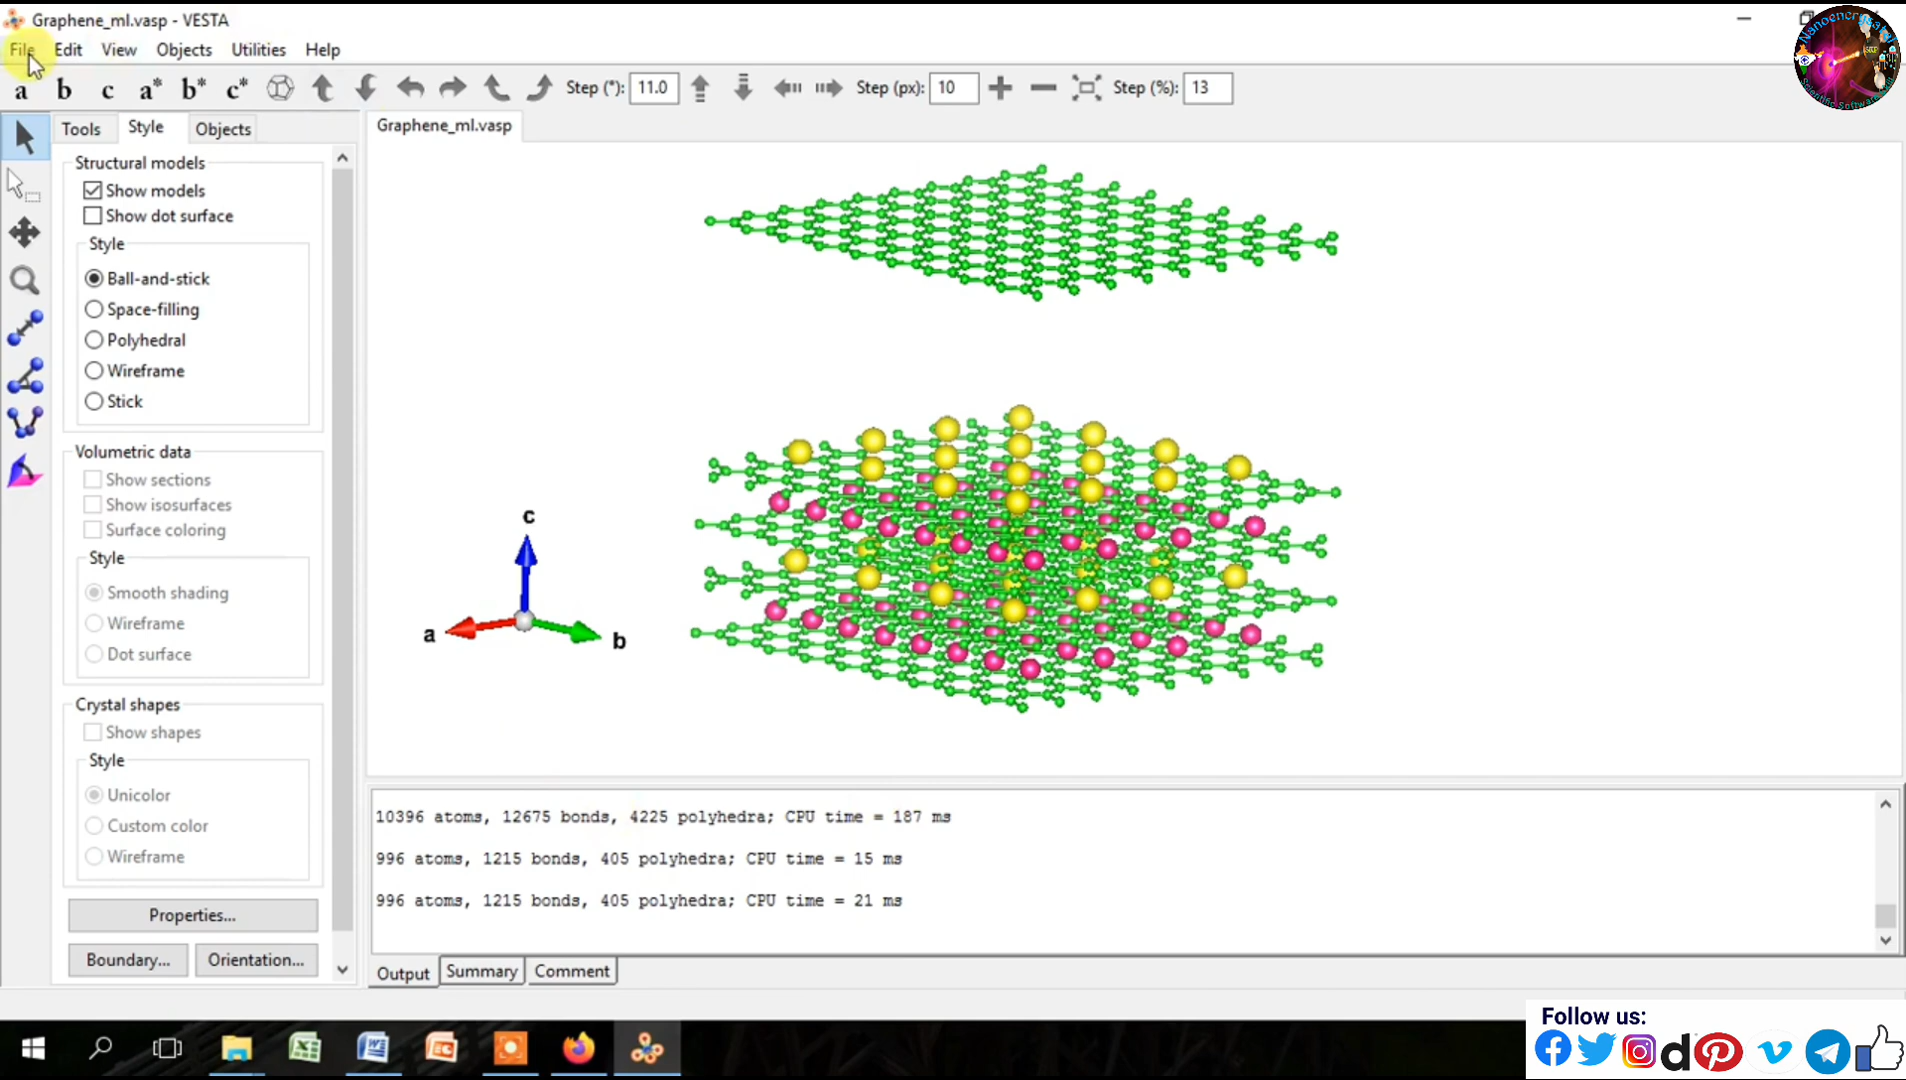 Graphene_ml.vasp - VESTA
File Edit View Objects Utilities Help
a b c a* b* c* Step (°): 11.0 Step (px): 10 Step (%): 13
Tools Style Objects
Graphene_ml.vasp
Structural models
Show models
Show dot surface
Style
Ball-and-stick
Space-filling
Polyhedral
Wireframe
Stick
Volumetric data
Show sections
Show isosurfaces
Surface coloring
Style
Smooth shading
Wireframe
Dot surface
Crystal shapes
Show shapes
Style
Unicolor
Custom color
Wireframe
Properties...
Boundary... Orientation...
c
a
b
10396 atoms, 12675 bonds, 4225 polyhedra; CPU time = 187 ms
996 atoms, 1215 bonds, 405 polyhedra; CPU time = 15 ms
996 atoms, 1215 bonds, 405 polyhedra; CPU time = 21 ms
Output Summary Comment
Follow us: